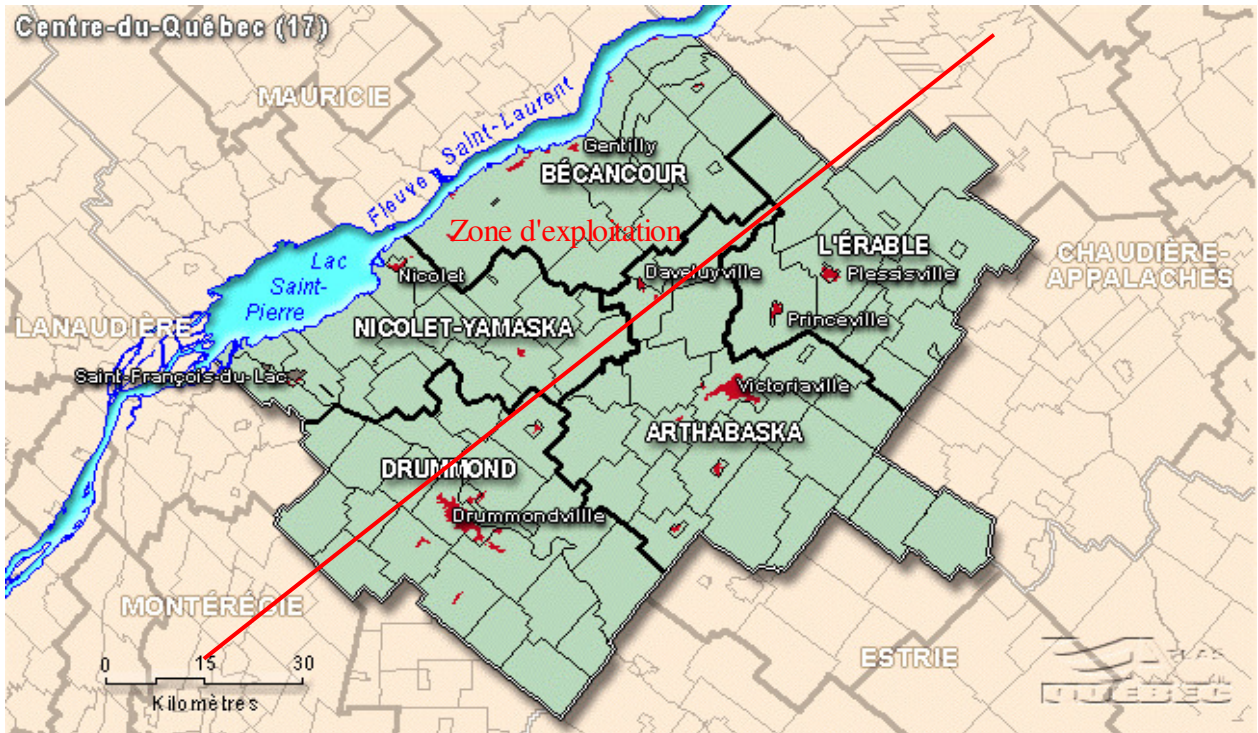 Centre-du-Québec (17)
MAURICIE
Fleuve Saint-Laurent
Gentilly
BÉCANCOUR
Zone d'exploitation
Lac
Saint-
Pierre
Nicolet
Daveluyville
L'ÉRABLE
Plessisville
CHAUDIÈRE-
APPALACHES
LANAUDIÈRE
NICOLET-YAMASKA
Princeville
Saint-François-du-Lac
Victoriaville
ARTHABASKA
DRUMMOND
Drummondville
MONTÉRÉGIE
ESTRIE
0 15 30
Kilomètres
ATLAS
QUÉBEC